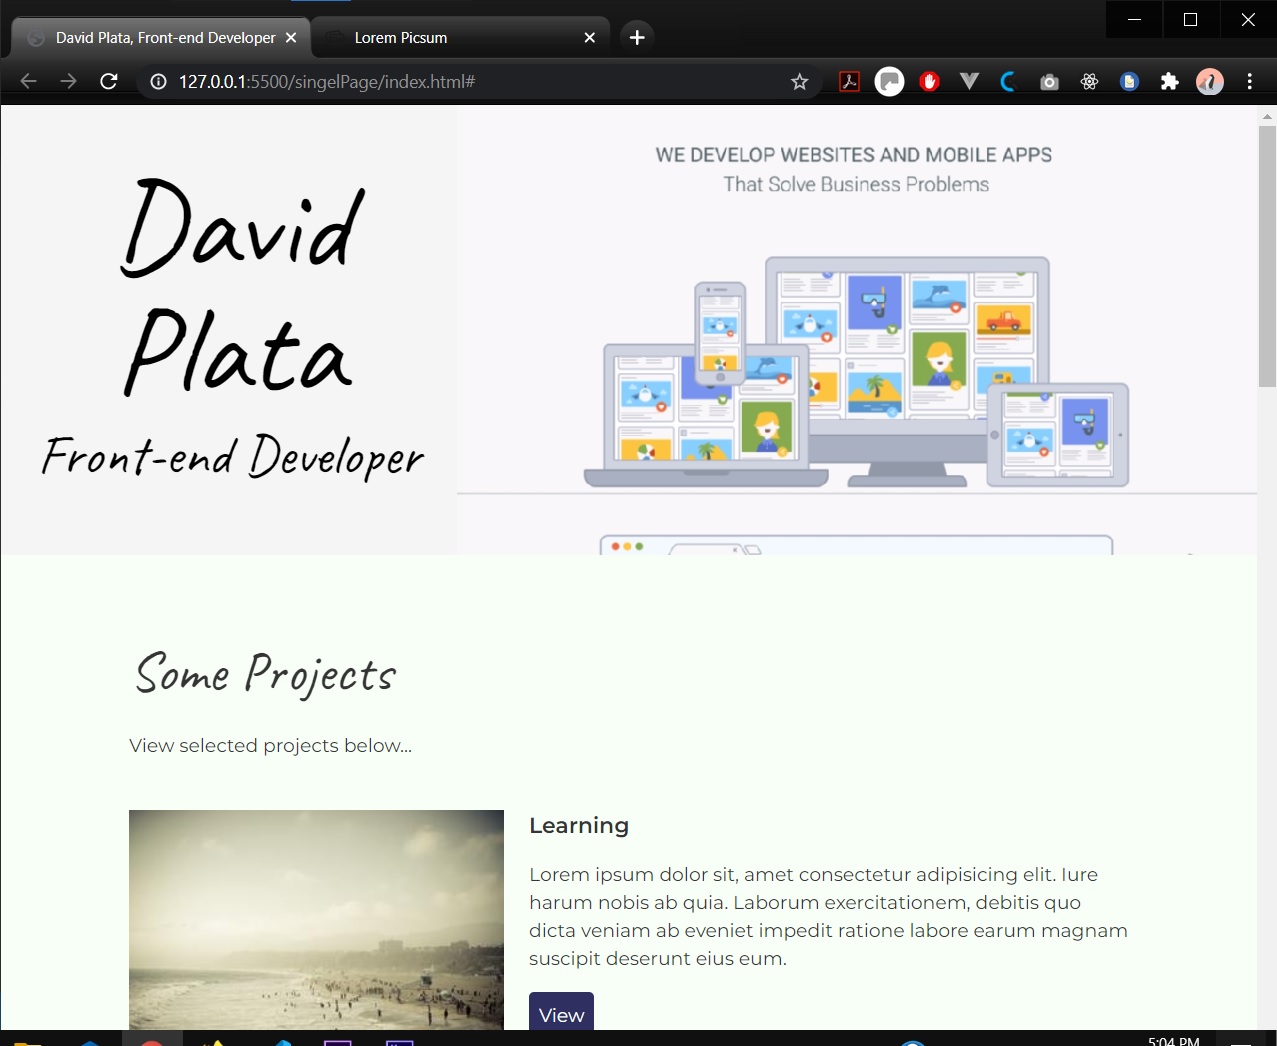 David Plata, Front-end Developer
Lorem Picsum
127.0.0.1:5500/singelPage/index.html#
David
Plata
Front-end Developer
WE DEVELOP WEBSITES AND MOBILE APPS
That Solve Business Problems
Some Projects
View selected projects below...
Learning
Lorem ipsum dolor sit, amet consectetur adipisicing elit. Iure
harum nobis ab quia. Laborum exercitationem, debitis quo
dicta veniam ab eveniet impedit ratione labore earum magnam
suscipit deserunt eius eum.
View
5:04 PM